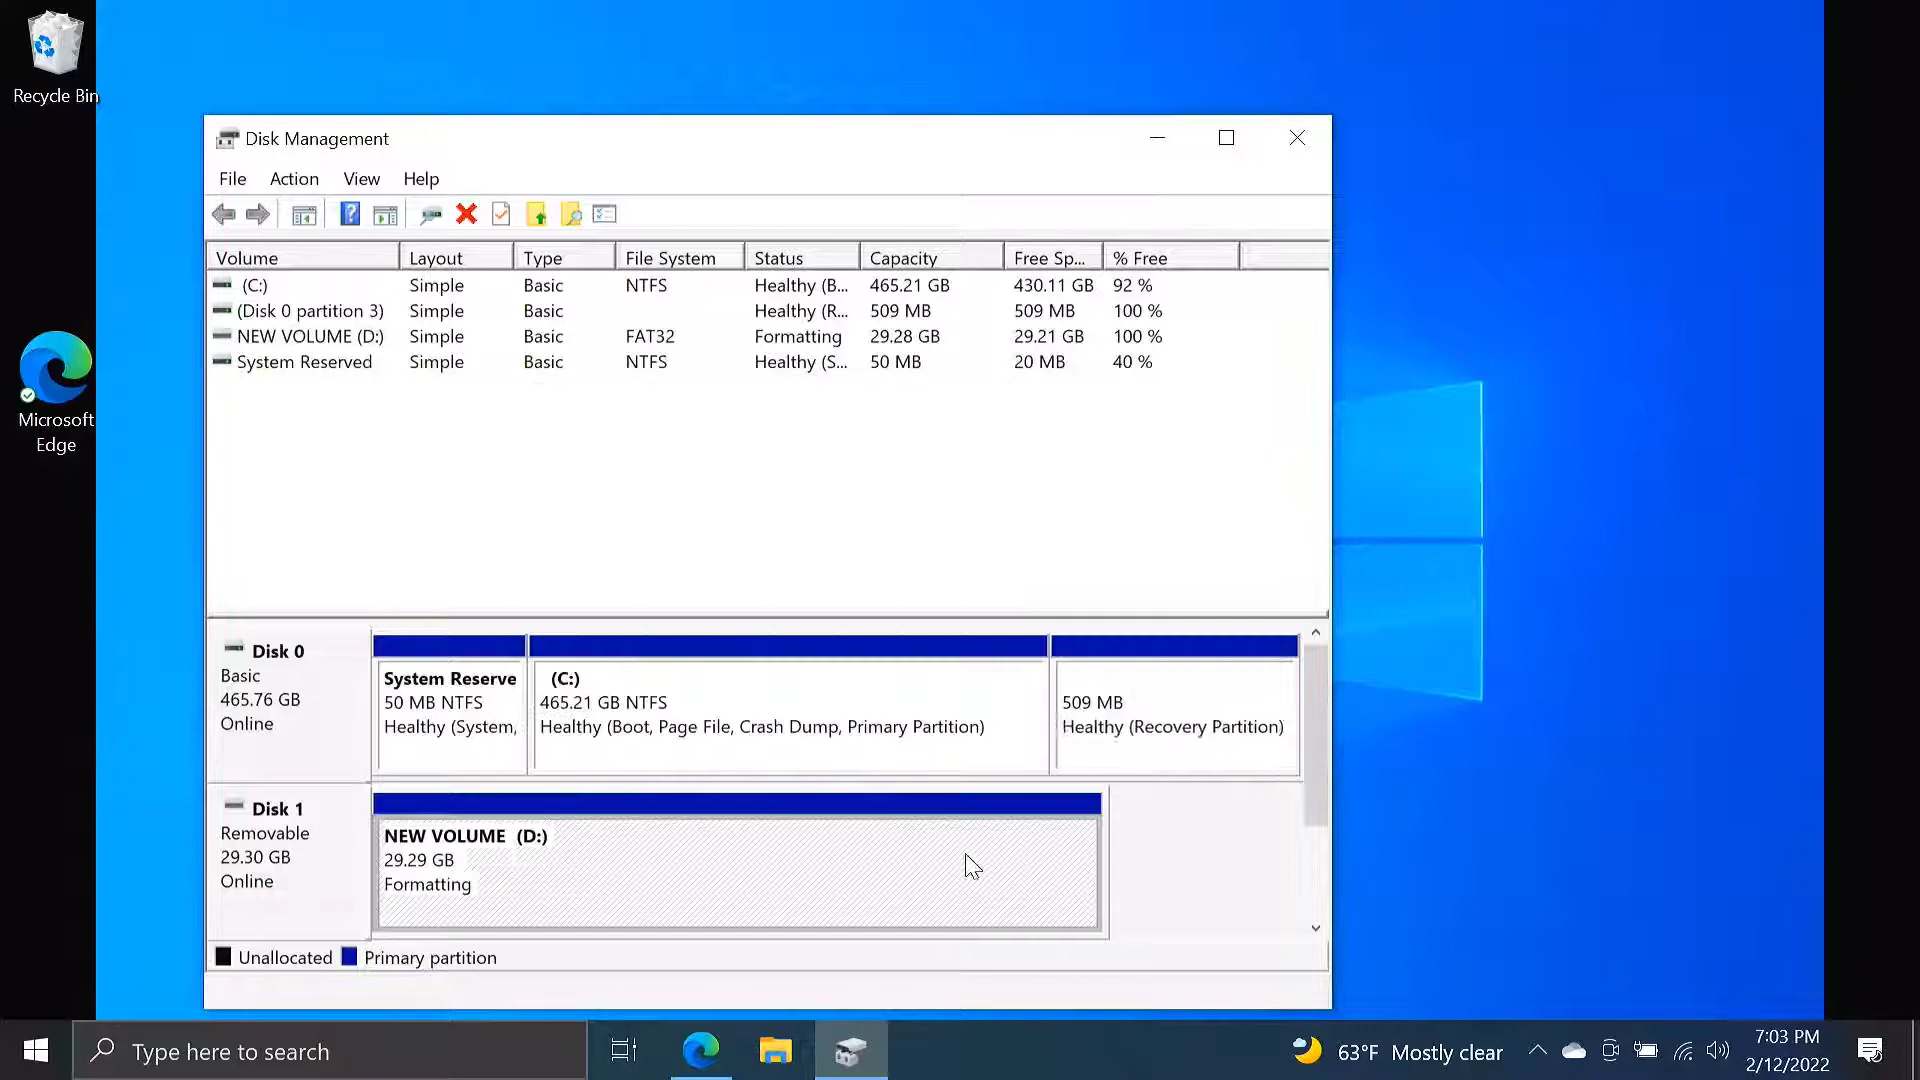 Recycle Bin
Microsoft
Edge
Disk Management
File Action View Help
Volume Layout Type File System Status Capacity Free Sp... % Free
(C:) Simple Basic NTFS Healthy (B... 465.21 GB 430.11 GB 92 %
(Disk 0 partition 3) Simple Basic Healthy (R... 509 MB 509 MB 100 %
NEW VOLUME (D:) Simple Basic FAT32 Formatting 29.28 GB 29.21 GB 100 %
System Reserved Simple Basic NTFS Healthy (S... 50 MB 20 MB 40 %
Disk 0
Basic
465.76 GB
Online
System Reserve
50 MB NTFS
Healthy (System,
(C:)
465.21 GB NTFS
Healthy (Boot, Page File, Crash Dump, Primary Partition)
509 MB
Healthy (Recovery Partition)
Disk 1
Removable
29.30 GB
Online
NEW VOLUME (D:)
29.29 GB
Formatting
Unallocated Primary partition
Type here to search
63°F Mostly clear
7:03 PM
2/12/2022